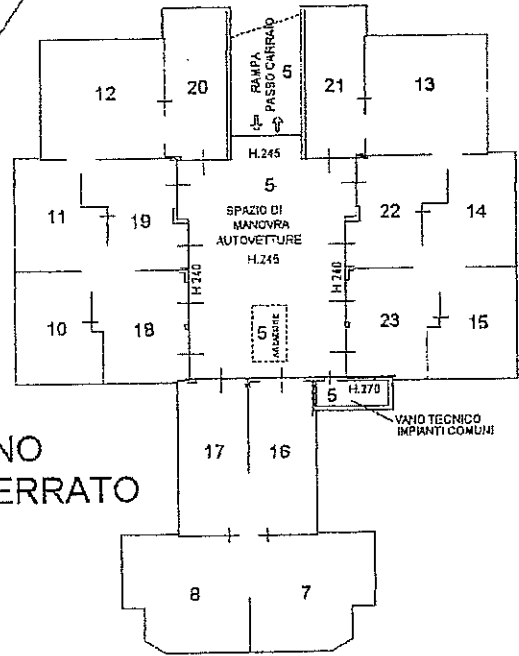 RAMPA
PASSO CARRAIO
5
12
20
21
13
H.245
5
11
19
SPAZIO DI
MANOVRA
AUTOVETTURE
H.245
22
14
H.240
H.240
10
18
5
23
15
5
H.270
VANO TECNICO
IMPIANTI COMUNI
17
16
NO
ERRATO
8
7